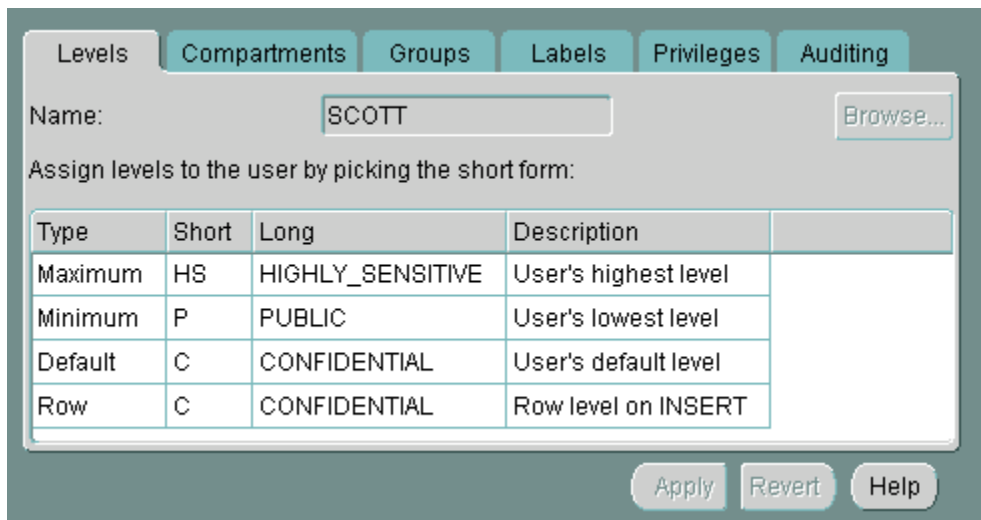 Levels Compartments Groups Labels Privileges Auditing
Name: SCOTT Browse...
Assign levels to the user by picking the short form:
Type Short Long Description
Maximum HS HIGHLY_SENSITIVE User's highest level
Minimum P PUBLIC User's lowest level
Default C CONFIDENTIAL User's default level
Row C CONFIDENTIAL Row level on INSERT
Apply Revert Help